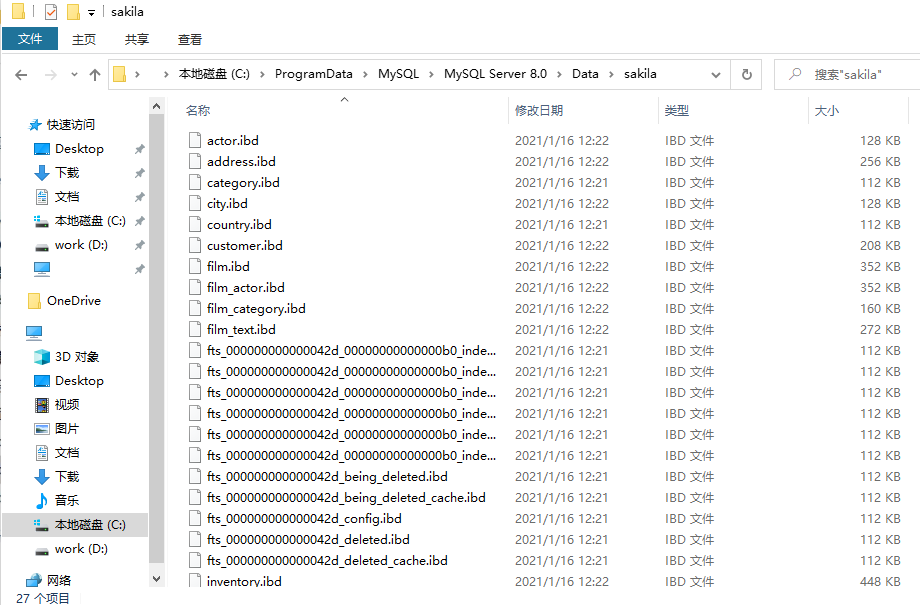 sakila
文件 主页 共享 查看
本地磁盘 (C:) ProgramData MySQL MySQL Server 8.0 Data sakila 搜索"sakila"
快速访问
Desktop
下载
文档
本地磁盘 (C:)
work (D:)
OneDrive
3D 对象
Desktop
视频
图片
文档
下载
音乐
本地磁盘 (C:)
work (D:)
网络
名称 修改日期 类型 大小
actor.ibd 2021/1/16 12:22 IBD 文件 128 KB
address.ibd 2021/1/16 12:22 IBD 文件 256 KB
category.ibd 2021/1/16 12:21 IBD 文件 112 KB
city.ibd 2021/1/16 12:22 IBD 文件 128 KB
country.ibd 2021/1/16 12:21 IBD 文件 112 KB
customer.ibd 2021/1/16 12:22 IBD 文件 208 KB
film.ibd 2021/1/16 12:22 IBD 文件 352 KB
film_actor.ibd 2021/1/16 12:22 IBD 文件 352 KB
film_category.ibd 2021/1/16 12:22 IBD 文件 160 KB
film_text.ibd 2021/1/16 12:22 IBD 文件 272 KB
fts_000000000000042d_00000000000000b0_inde... 2021/1/16 12:21 IBD 文件 112 KB
fts_000000000000042d_00000000000000b0_inde... 2021/1/16 12:21 IBD 文件 112 KB
fts_000000000000042d_00000000000000b0_inde... 2021/1/16 12:21 IBD 文件 112 KB
fts_000000000000042d_00000000000000b0_inde... 2021/1/16 12:21 IBD 文件 112 KB
fts_000000000000042d_00000000000000b0_inde... 2021/1/16 12:21 IBD 文件 112 KB
fts_000000000000042d_00000000000000b0_inde... 2021/1/16 12:21 IBD 文件 112 KB
fts_000000000000042d_being_deleted.ibd 2021/1/16 12:21 IBD 文件 112 KB
fts_000000000000042d_being_deleted_cache.ibd 2021/1/16 12:21 IBD 文件 112 KB
fts_000000000000042d_config.ibd 2021/1/16 12:21 IBD 文件 112 KB
fts_000000000000042d_deleted.ibd 2021/1/16 12:21 IBD 文件 112 KB
fts_000000000000042d_deleted_cache.ibd 2021/1/16 12:21 IBD 文件 112 KB
inventory.ibd 2021/1/16 12:22 IBD 文件 448 KB
27 个项目